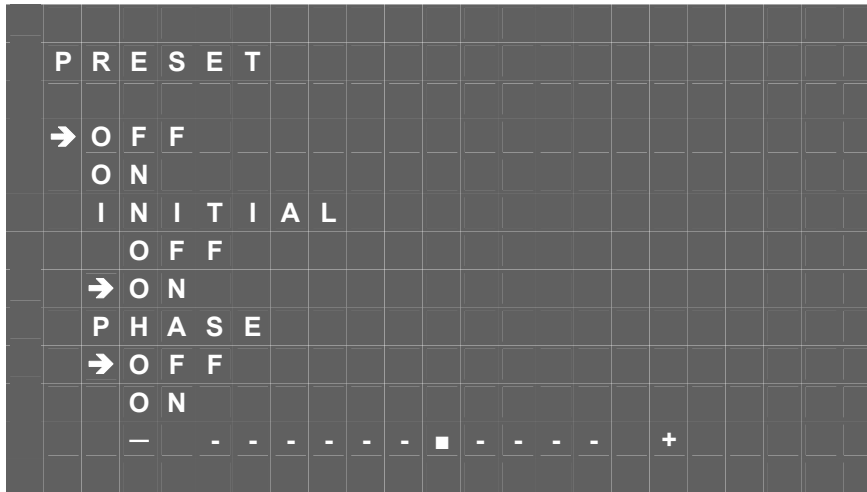 PRESET
➔OFF
ON
INITIAL
OFF
➔ON
PHASE
➔OFF
ON
— ------■---- +